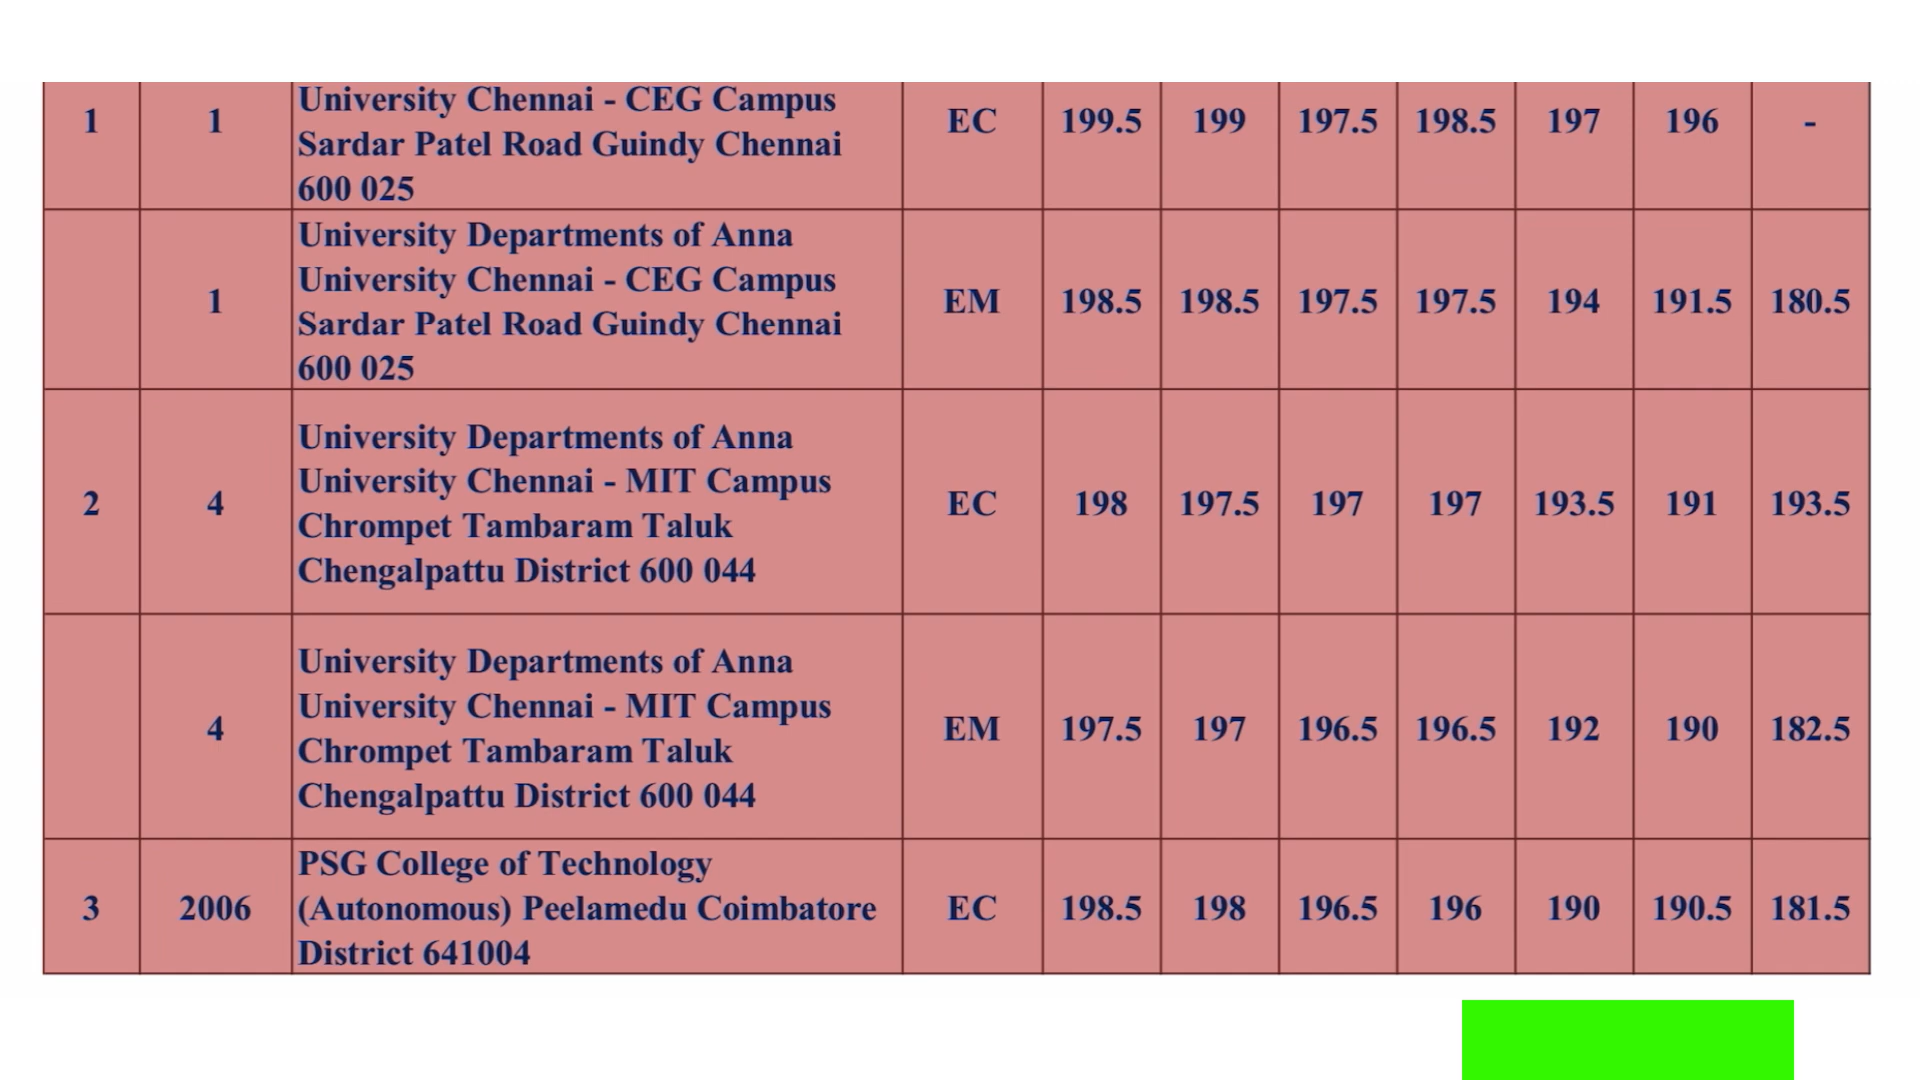 1 1 University Chennai - CEG Campus EC 199.5 199 197.5 198.5 197 196 -
Sardar Patel Road Guindy Chennai
600 025
University Departments of Anna
University Chennai - CEG Campus
1 EM 198.5 198.5 197.5 197.5 194 191.5 180.5
Sardar Patel Road Guindy Chennai
600 025
University Departments of Anna
University Chennai - MIT Campus
2 4 EC 198 197.5 197 197 193.5 191 193.5
Chrompet Tambaram Taluk
Chengalpattu District 600 044
University Departments of Anna
University Chennai - MIT Campus
4 EM 197.5 197 196.5 196.5 192 190 182.5
Chrompet Tambaram Taluk
Chengalpattu District 600 044
PSG College of Technology
3 2006 (Autonomous) Peelamedu Coimbatore EC 198.5 198 196.5 196 190 190.5 181.5
District 641004